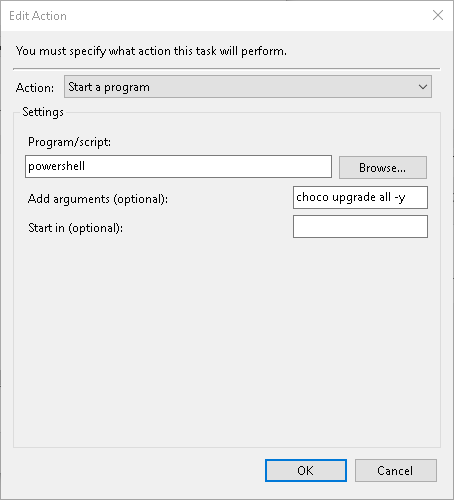 Edit Action
You must specify what action this task will perform.
Action: Start a program
Settings
Program/script:
powershell Browse...
Add arguments (optional): choco upgrade all -y
Start in (optional):
OK Cancel